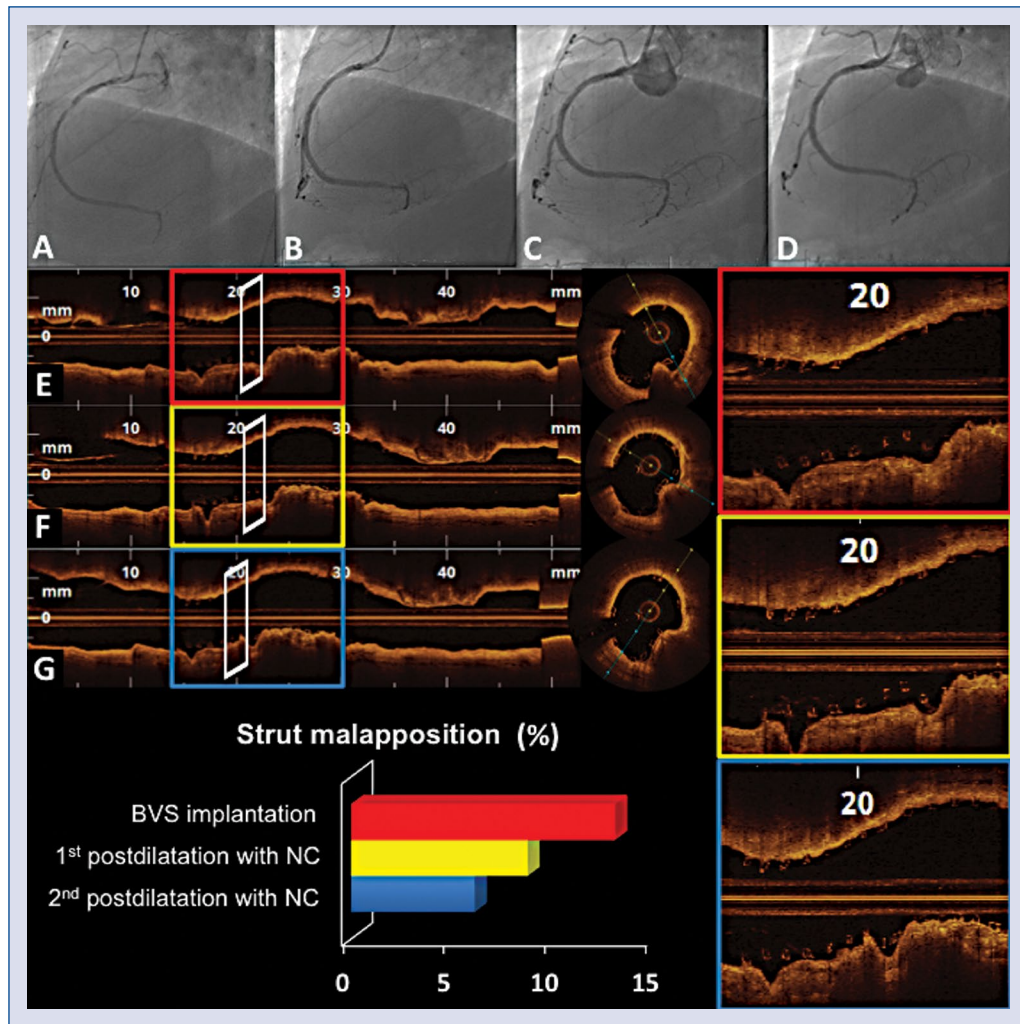 A
B
C
D
10 20 30 40 mm
mm
0
E
10 20 30 40 mm
mm
0
F
10 20 30 40 mm
mm
0
G
20
20
20
Strut malapposition (%)
BVS implantation
1st postdilatation with NC
2nd postdilatation with NC
0 5 10 15